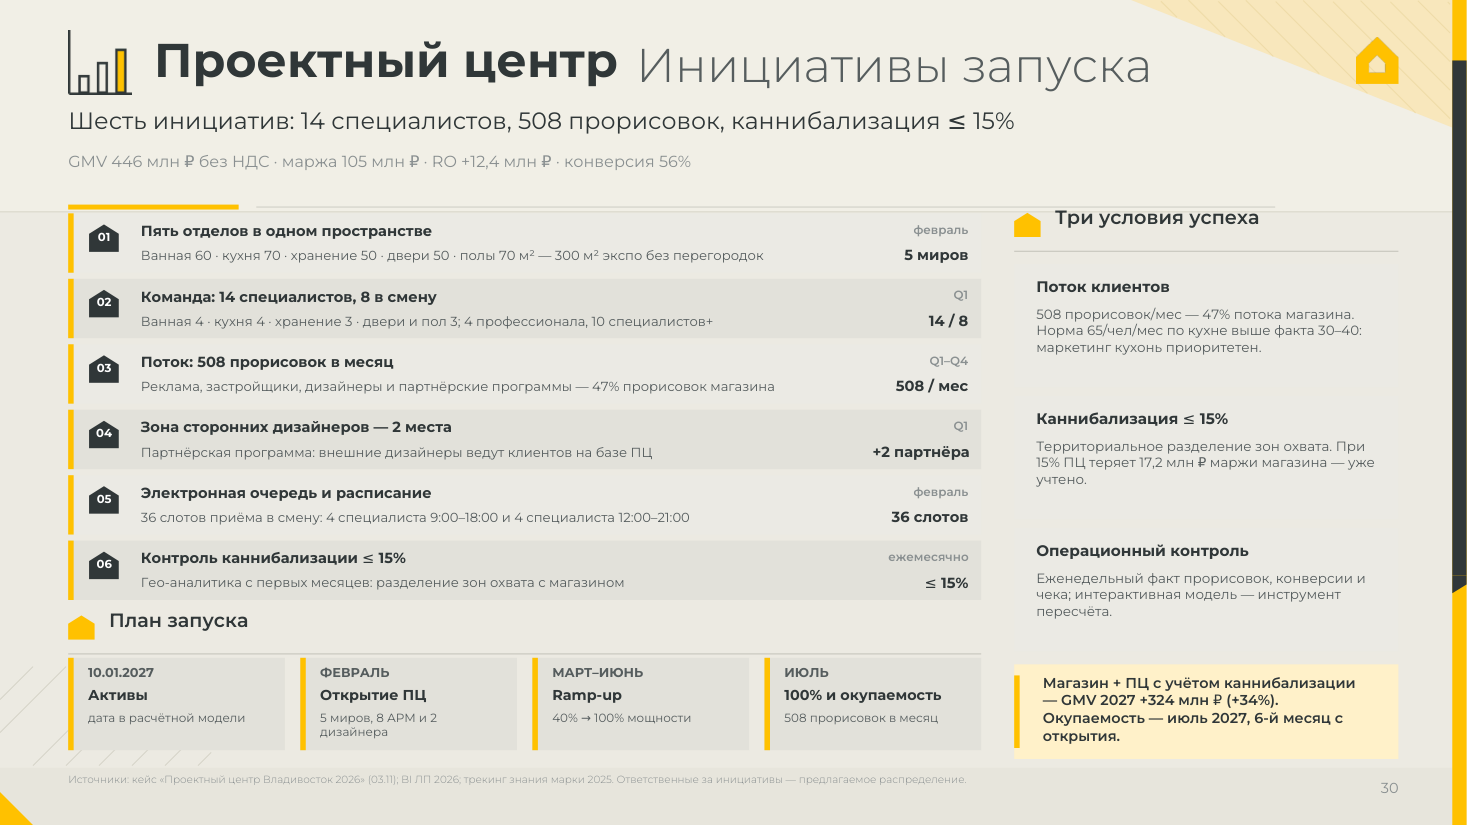 Проектный центр Инициативы запуска
Шесть инициатив: 14 специалистов, 508 прорисовок, каннибализация ≤ 15%
GMV 446 млн ₽ без НДС · маржа 105 млн ₽ · RO +12,4 млн ₽ · конверсия 56%
01
Пять отделов в одном пространстве
февраль
Ванная 60 · кухня 70 · хранение 50 · двери 50 · полы 70 м² — 300 м² экспо без перегородок
5 миров
02
Команда: 14 специалистов, 8 в смену
Q1
Ванная 4 · кухня 4 · хранение 3 · двери и пол 3; 4 профессионала, 10 специалистов+
14 / 8
03
Поток: 508 прорисовок в месяц
Q1–Q4
Реклама, застройщики, дизайнеры и партнёрские программы — 47% прорисовок магазина
508 / мес
04
Зона сторонних дизайнеров — 2 места
Q1
Партнёрская программа: внешние дизайнеры ведут клиентов на базе ПЦ
+2 партнёра
05
Электронная очередь и расписание
февраль
36 слотов приёма в смену: 4 специалиста 9:00–18:00 и 4 специалиста 12:00–21:00
36 слотов
06
Контроль каннибализации ≤ 15%
ежемесячно
Гео-аналитика с первых месяцев: разделение зон охвата с магазином
≤ 15%
План запуска
10.01.2027
Активы
дата в расчётной модели
ФЕВРАЛЬ
Открытие ПЦ
5 миров, 8 АРМ и 2
дизайнера
МАРТ–ИЮНЬ
Ramp-up
40% → 100% мощности
ИЮЛЬ
100% и окупаемость
508 прорисовок в месяц
Три условия успеха
Поток клиентов
508 прорисовок/мес — 47% потока магазина.
Норма 65/чел/мес по кухне выше факта 30–40:
маркетинг кухонь приоритетен.
Каннибализация ≤ 15%
Территориальное разделение зон охвата. При
15% ПЦ теряет 17,2 млн ₽ маржи магазина — уже
учтено.
Операционный контроль
Еженедельный факт прорисовок, конверсии и
чека; интерактивная модель — инструмент
пересчёта.
Магазин + ПЦ с учётом каннибализации
— GMV 2027 +324 млн ₽ (+34%).
Окупаемость — июль 2027, 6-й месяц с
открытия.
Источники: кейс «Проектный центр Владивосток 2026» (03.11); BI ЛП 2026; трекинг знания марки 2025. Ответственные за инициативы — предлагаемое распределение.
30